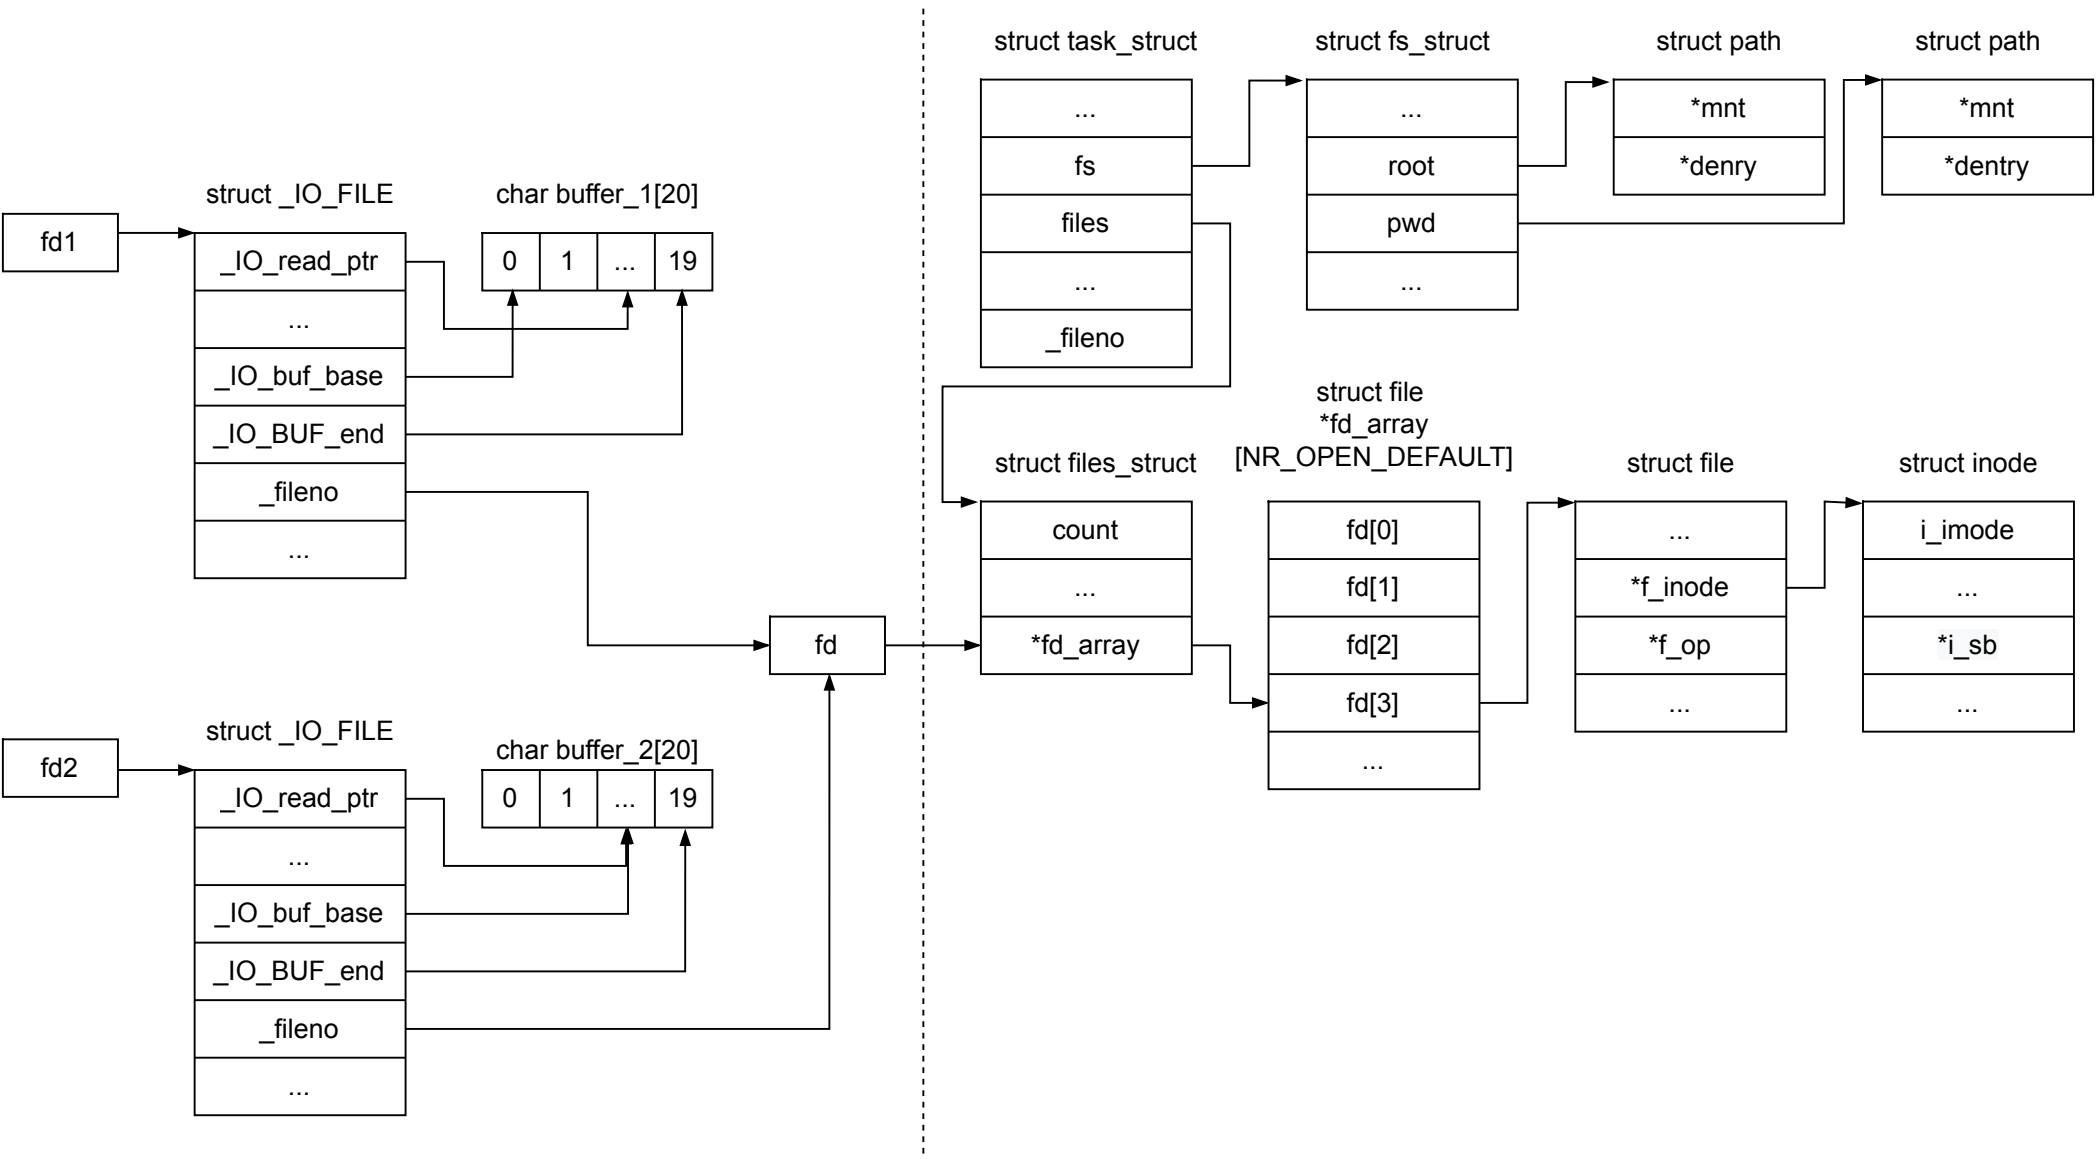 struct _IO_FILE
char buffer_1[20]
fd1
_IO_read_ptr
...
_IO_buf_base
_IO_BUF_end
_fileno
...
0 1 ... 19
fd
struct _IO_FILE
char buffer_2[20]
fd2
_IO_read_ptr
...
_IO_buf_base
_IO_BUF_end
_fileno
...
0 1 ... 19
struct task_struct
...
fs
files
...
_fileno
struct fs_struct
...
root
pwd
...
struct path
*mnt
*denry
struct path
*mnt
*dentry
struct files_struct
count
...
*fd_array
struct file
*fd_array
[NR_OPEN_DEFAULT]
fd[0]
fd[1]
fd[2]
fd[3]
...
struct file
...
*f_inode
*f_op
...
struct inode
i_imode
...
*i_sb
...